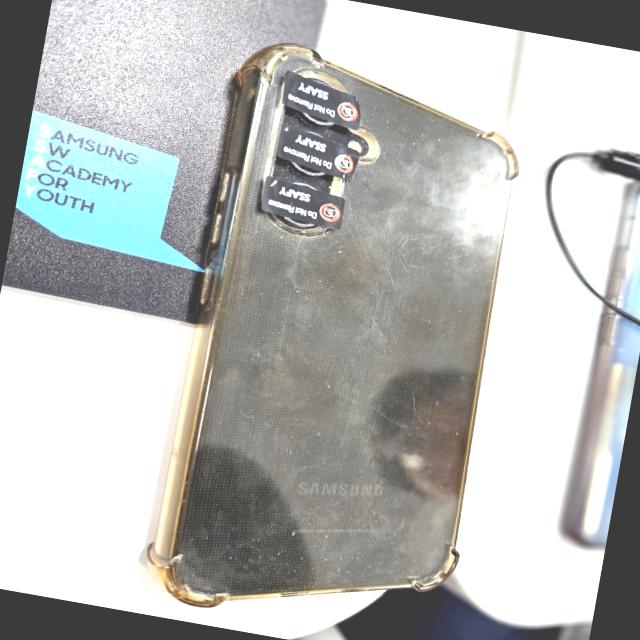 SAMSUNG
SW
ACADEMY
FOR
YOUTH
SSAFY
Do Not Remove
SSAFY
Do Not Remove
SSAFY
Do Not Remove
SAMSUNG